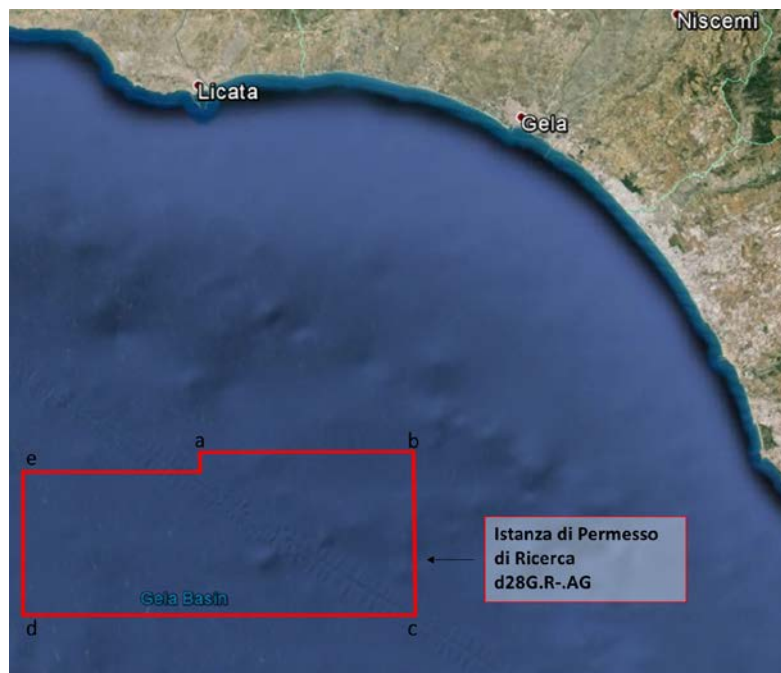 Niscemi
Licata
Gela
a
b
e
Istanza di Permesso
di Ricerca
d28G.R-.AG
Gela Basin
d
c